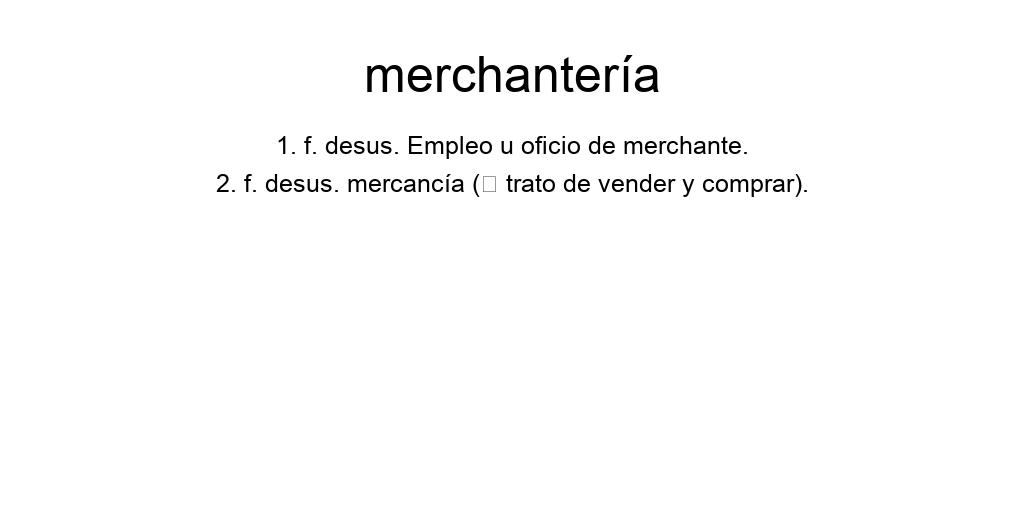 merchantería
1. f. desus. Empleo u oficio de merchante.
2. f. desus. mercancía (▯ trato de vender y comprar).